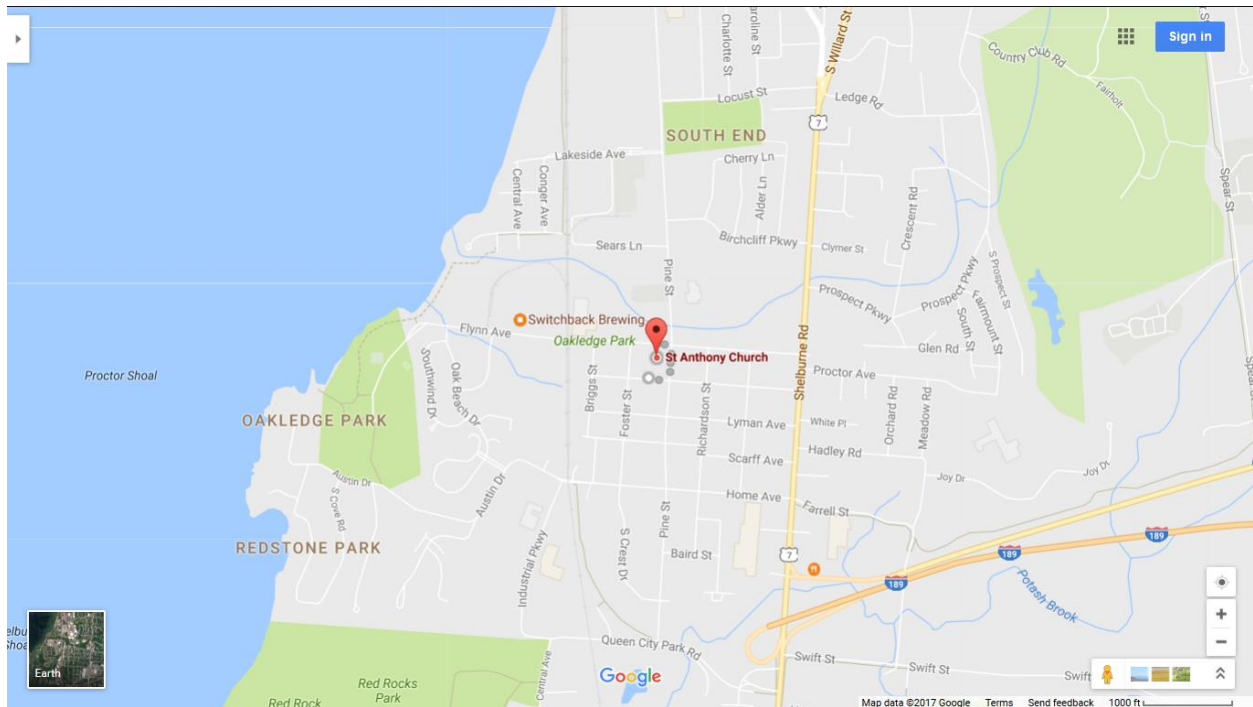 Sign in
Charlotte St
aroline St
S Willard St
Country Club Rd
Fairholt
Locust St
Ledge Rd
7
SOUTH END
Lakeside Ave
Cherry Ln
Central Ave
Conger Ave
Alder Ln
Spear St
Crescent Rd
Birchcliff Pkwy
Clymer St
Sears Ln
Pine St
S Prospect St
Prospect Pkwy
Prospect Pkwy
Fairmount St
South St
Switchback Brewing
Flynn Ave
Oakledge Park
Glen Rd
St Anthony Church
Shelburne Rd
Proctor Shoal
Southwind Dr
Oak Beach Dr
Briggs St
Foster St
Richardson St
Proctor Ave
Orchard Rd
Meadow Rd
OAKLEDGE PARK
Lyman Ave
White Pl
Hadley Rd
Scarff Ave
Joy Dr
Joy Dr
Austin Dr
Austin Dr
S Cove Rd
Home Ave
Farrell St
Pine St
REDSTONE PARK
Industrial Pkwy
S Crest Dr
Baird St
7
189
189
189
Potash Brook
Queen City Park Rd
Central Ave
Swift St
Swift St
Swift
Earth
Red Rocks
Park
Red Rock
Google
Map data ©2017 Google
Terms
Send feedback
1000 ft